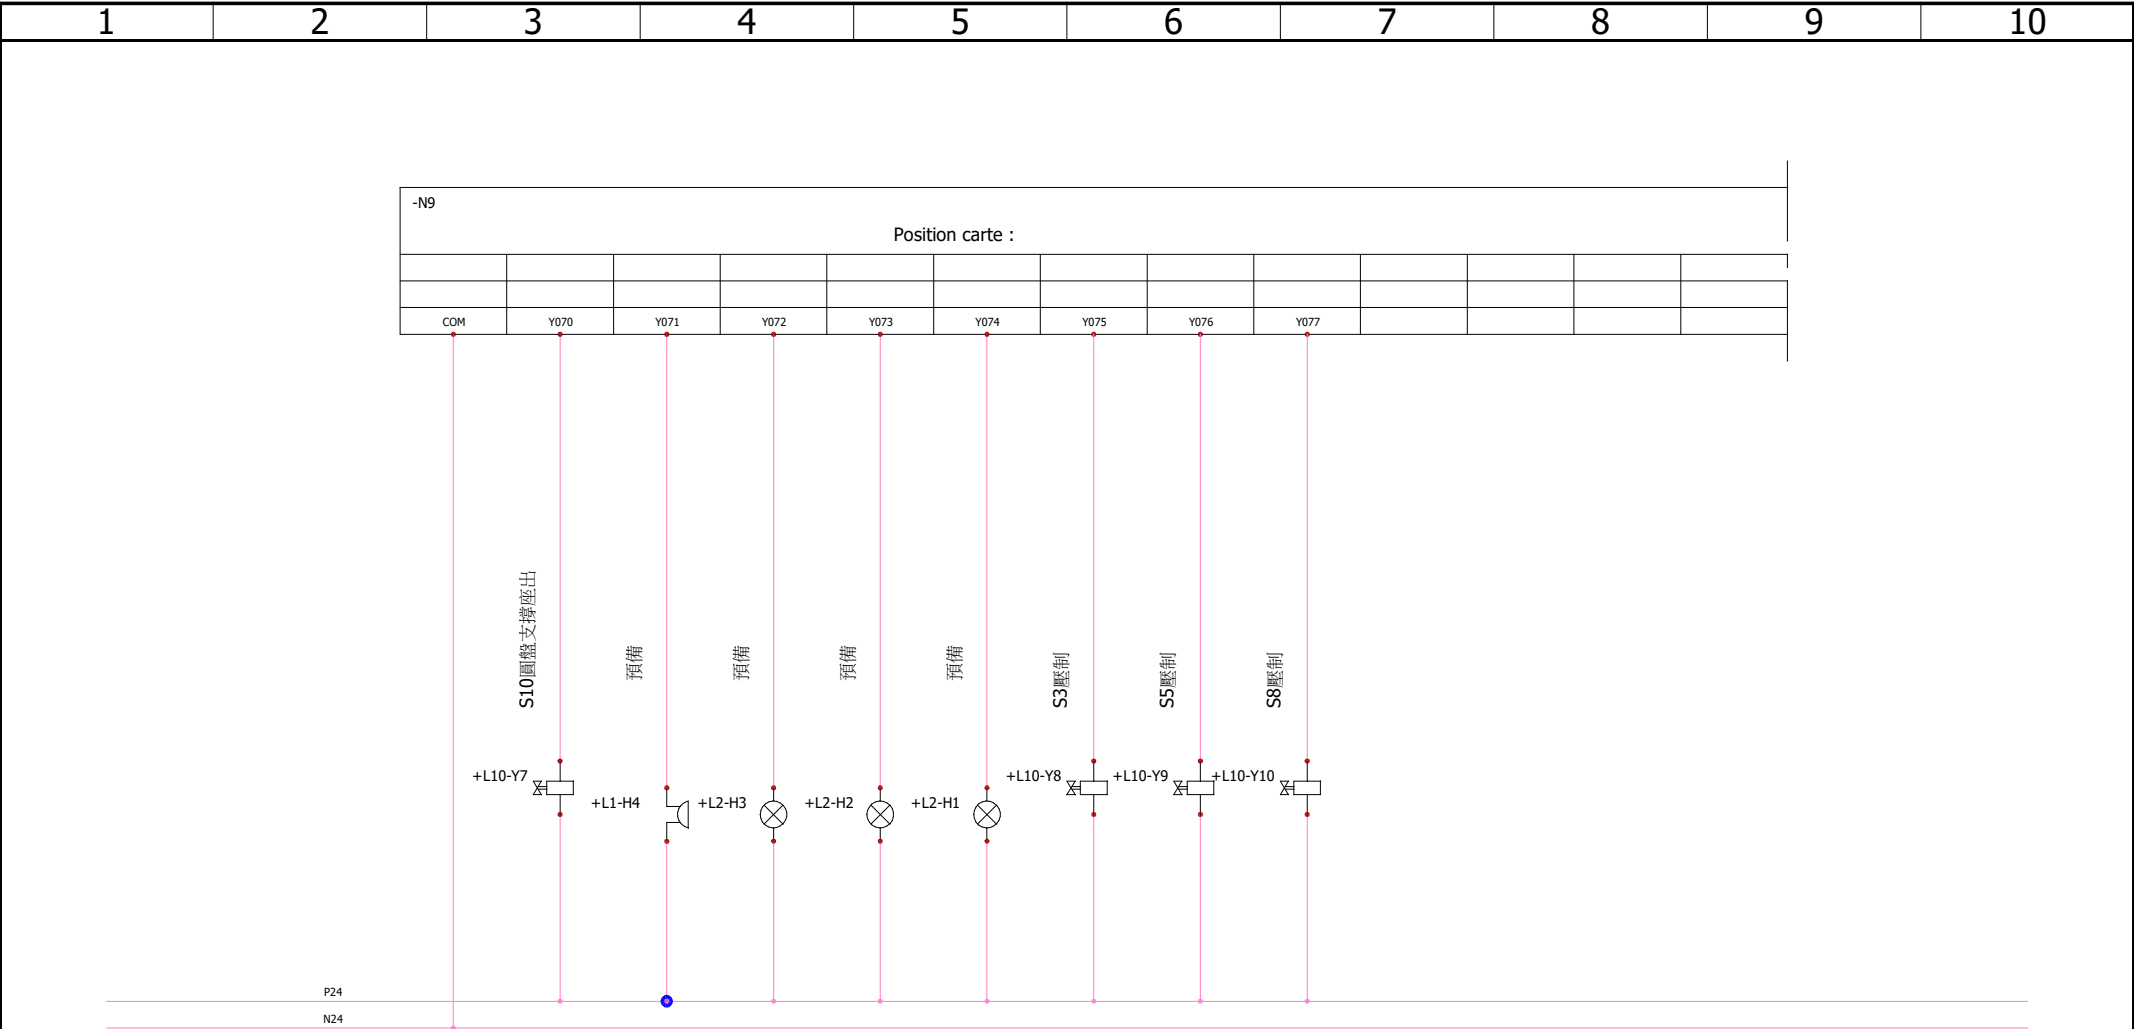 1 2 3 4 5 6 7 8 9 10
-N9
Position carte :
COM Y070 Y071 Y072 Y073 Y074 Y075 Y076 Y077
S10圓盤支撐座出
預備
預備
預備
預備
S3壓制
S5壓制
S8壓制
+L10-Y7
+L1-H4
+L2-H3
+L2-H2
+L2-H1
+L10-Y8
+L10-Y9
+L10-Y10
P24
N24